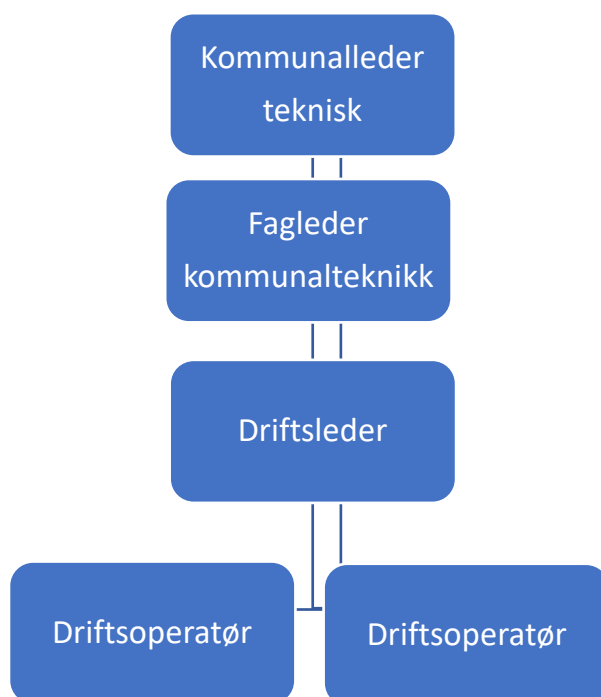 Kommunalleder
teknisk
Fagleder
kommunalteknikk
Driftsleder
Driftsoperatør
Driftsoperatør